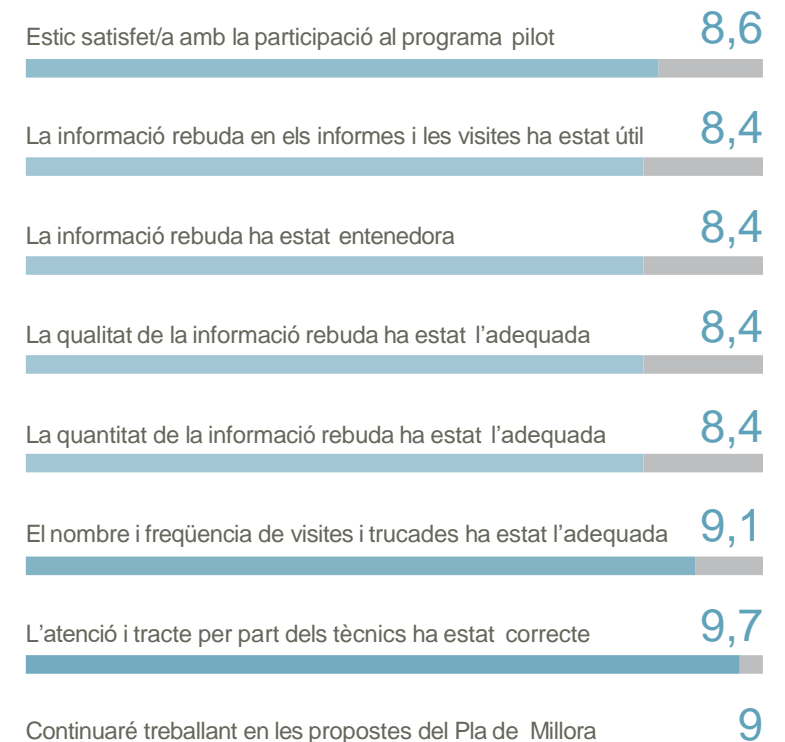 Estic satisfet/a amb la participació al programa pilot 8,6
La informació rebuda en els informes i les visites ha estat útil 8,4
La informació rebuda ha estat entenedora 8,4
La qualitat de la informació rebuda ha estat l’adequada 8,4
La quantitat de la informació rebuda ha estat l’adequada 8,4
El nombre i freqüencia de visites i trucades ha estat l’adequada 9,1
L’atenció i tracte per part dels tècnics ha estat correcte 9,7
Continuaré treballant en les propostes del Pla de Millora 9